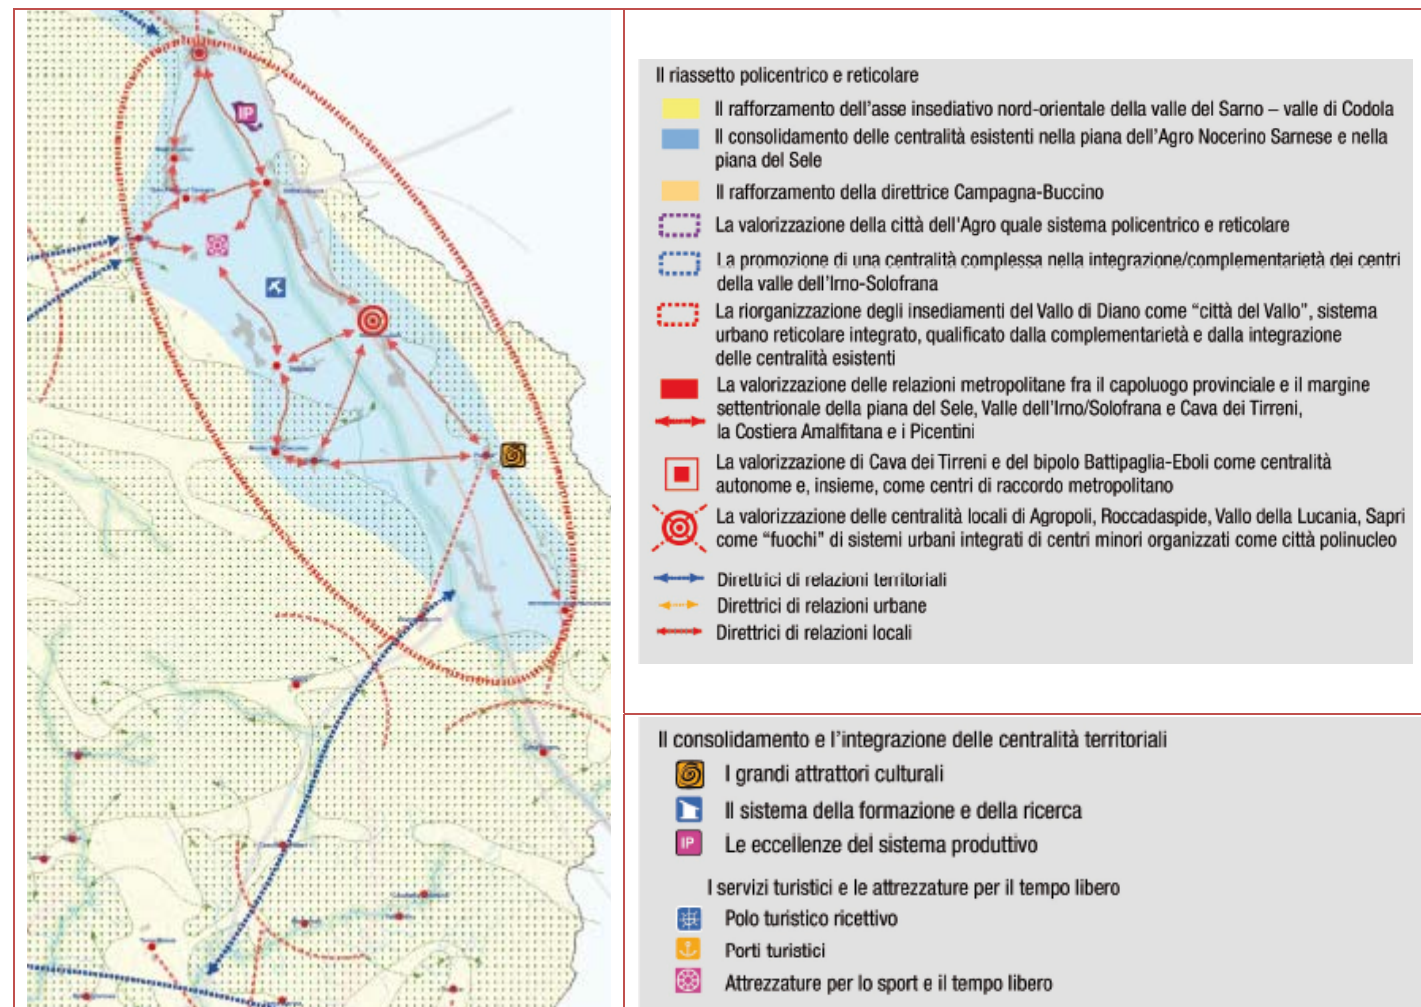 Il riassetto policentrico e reticolare
Il rafforzamento dell'asse insediativo nord-orientale della valle del Sarno – valle di Codola
Il consolidamento delle centralità esistenti nella piana dell'Agro Nocerino Sarnese e nella
piana del Sele
Il rafforzamento della direttrice Campagna-Buccino
La valorizzazione della città dell'Agro quale sistema policentrico e reticolare
La promozione di una centralità complessa nella integrazione/complementarietà dei centri
della valle dell'Irno-Solofrana
La riorganizzazione degli insediamenti del Vallo di Diano come “città del Vallo”, sistema
urbano reticolare integrato, qualificato dalla complementarietà e dalla integrazione
delle centralità esistenti
La valorizzazione delle relazioni metropolitane fra il capoluogo provinciale e il margine
settentrionale della piana del Sele, Valle dell'Irno/Solofrana e Cava dei Tirreni,
la Costiera Amalfitana e i Picentini
La valorizzazione di Cava dei Tirreni e del bipolo Battipaglia-Eboli come centralità
autonome e, insieme, come centri di raccordo metropolitano
La valorizzazione delle centralità locali di Agropoli, Roccadaspide, Vallo della Lucania, Sapri
come “fuochi” di sistemi urbani integrati di centri minori organizzati come città polinucleo
Direttrici di relazioni territoriali
Direttrici di relazioni urbane
Direttrici di relazioni locali
Il consolidamento e l'integrazione delle centralità territoriali
I grandi attrattori culturali
Il sistema della formazione e della ricerca
IP Le eccellenze del sistema produttivo
I servizi turistici e le attrezzature per il tempo libero
Polo turistico ricettivo
Porti turistici
Attrezzature per lo sport e il tempo libero
IP